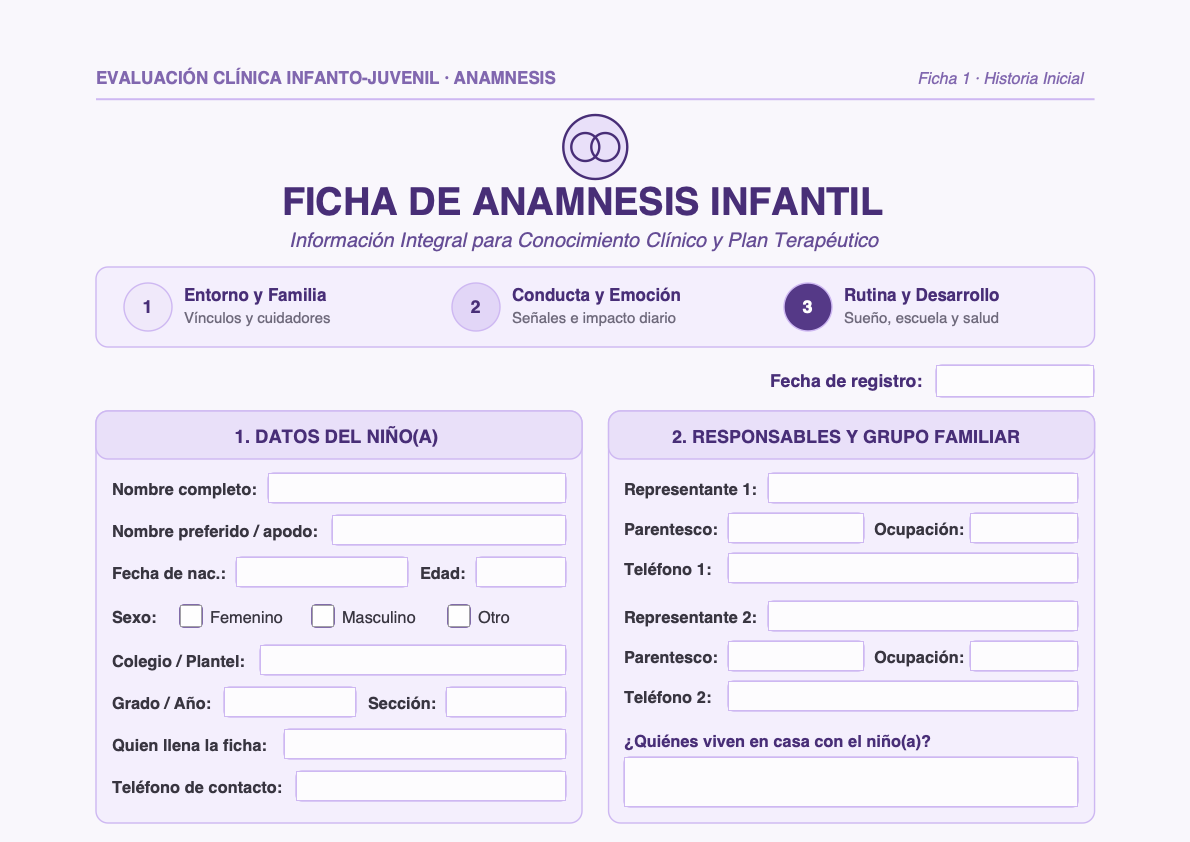 EVALUACIÓN CLÍNICA INFANTO-JUVENIL · ANAMNESIS
Ficha 1 · Historia Inicial
FICHA DE ANAMNESIS INFANTIL
Información Integral para Conocimiento Clínico y Plan Terapéutico
1
Entorno y Familia
Vínculos y cuidadores
2
Conducta y Emoción
Señales e impacto diario
3
Rutina y Desarrollo
Sueño, escuela y salud
Fecha de registro:
1. DATOS DEL NIÑO(A)
Nombre completo:
Nombre preferido / apodo:
Fecha de nac.: Edad:
Sexo: Femenino Masculino Otro
Colegio / Plantel:
Grado / Año: Sección:
Quien llena la ficha:
Teléfono de contacto:
2. RESPONSABLES Y GRUPO FAMILIAR
Representante 1:
Parentesco: Ocupación:
Teléfono 1:
Representante 2:
Parentesco: Ocupación:
Teléfono 2:
¿Quiénes viven en casa con el niño(a)?